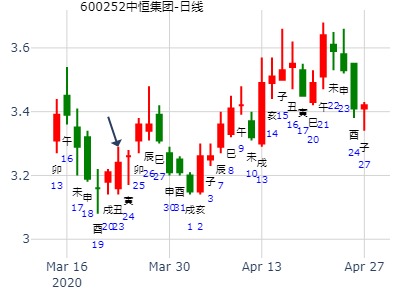 600252中恒集团-日线
3.6
3.4
3.2
3
卯
13
午
16
未
17
申
18
酉
19
戌
20
丑
23
寅
24
卯
25
辰
26
巳
27
申
30
酉
31
戌
1
亥
2
子
3
辰
7
巳
8
午
9
未
10
戌
13
亥
14
子
15
丑
16
寅
17
巳
20
午
21
未
22
申
23
酉
24
子
27
Mar 16
2020
Mar 30
Apr 13
Apr 27